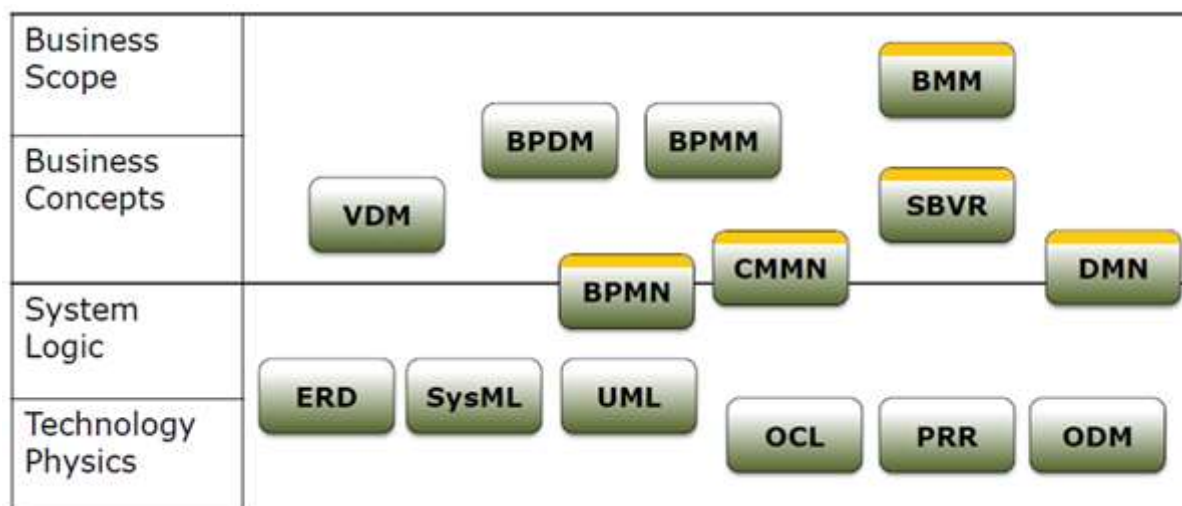 Business
Scope
BMM
BPDM
BPMM
Business
Concepts
VDM
SBVR
CMMN
DMN
BPMN
System
Logic
ERD
SysML
UML
Technology
Physics
OCL
PRR
ODM